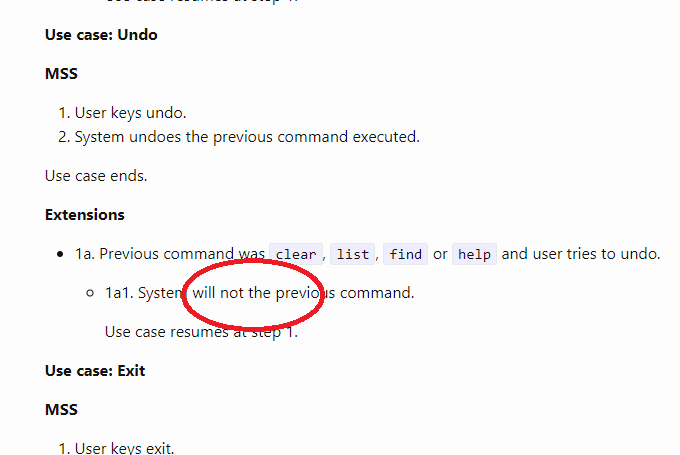 Use case: Undo
MSS
1. User keys undo.
2. System undoes the previous command executed.
Use case ends.
Extensions
1a. Previous command was clear, list, find or help and user tries to undo.
1a1. System will not the previous command.
Use case resumes at step 1.
Use case: Exit
MSS
1. User keys exit.